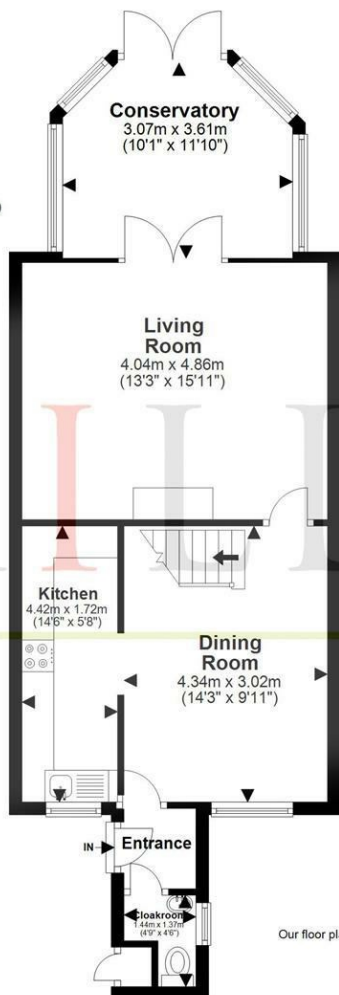 Conservatory
3.07m x 3.61m
(10'1" x 11'10")
Living
Room
4.04m x 4.86m
(13'3" x 15'11")
Kitchen
4.42m x 1.72m
(14'6" x 5'8")
Dining
Room
4.34m x 3.02m
(14'3" x 9'11")
IN
Entrance
Cloakroom
1.44m x 1.37m
(4'9" x 4'6")
Our floor pla